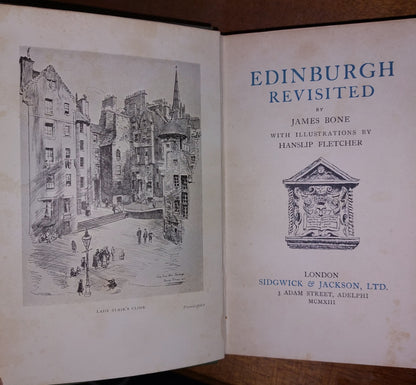 LADY STAIR'S CLOSE
Frontispiece
EDINBURGH
REVISITED
BY
JAMES BONE
WITH ILLUSTRATIONS BY
HANSLIP FLETCHER
LONDON
SIDGWICK & JACKSON, LTD.
3 ADAM STREET, ADELPHI
MCMXIII